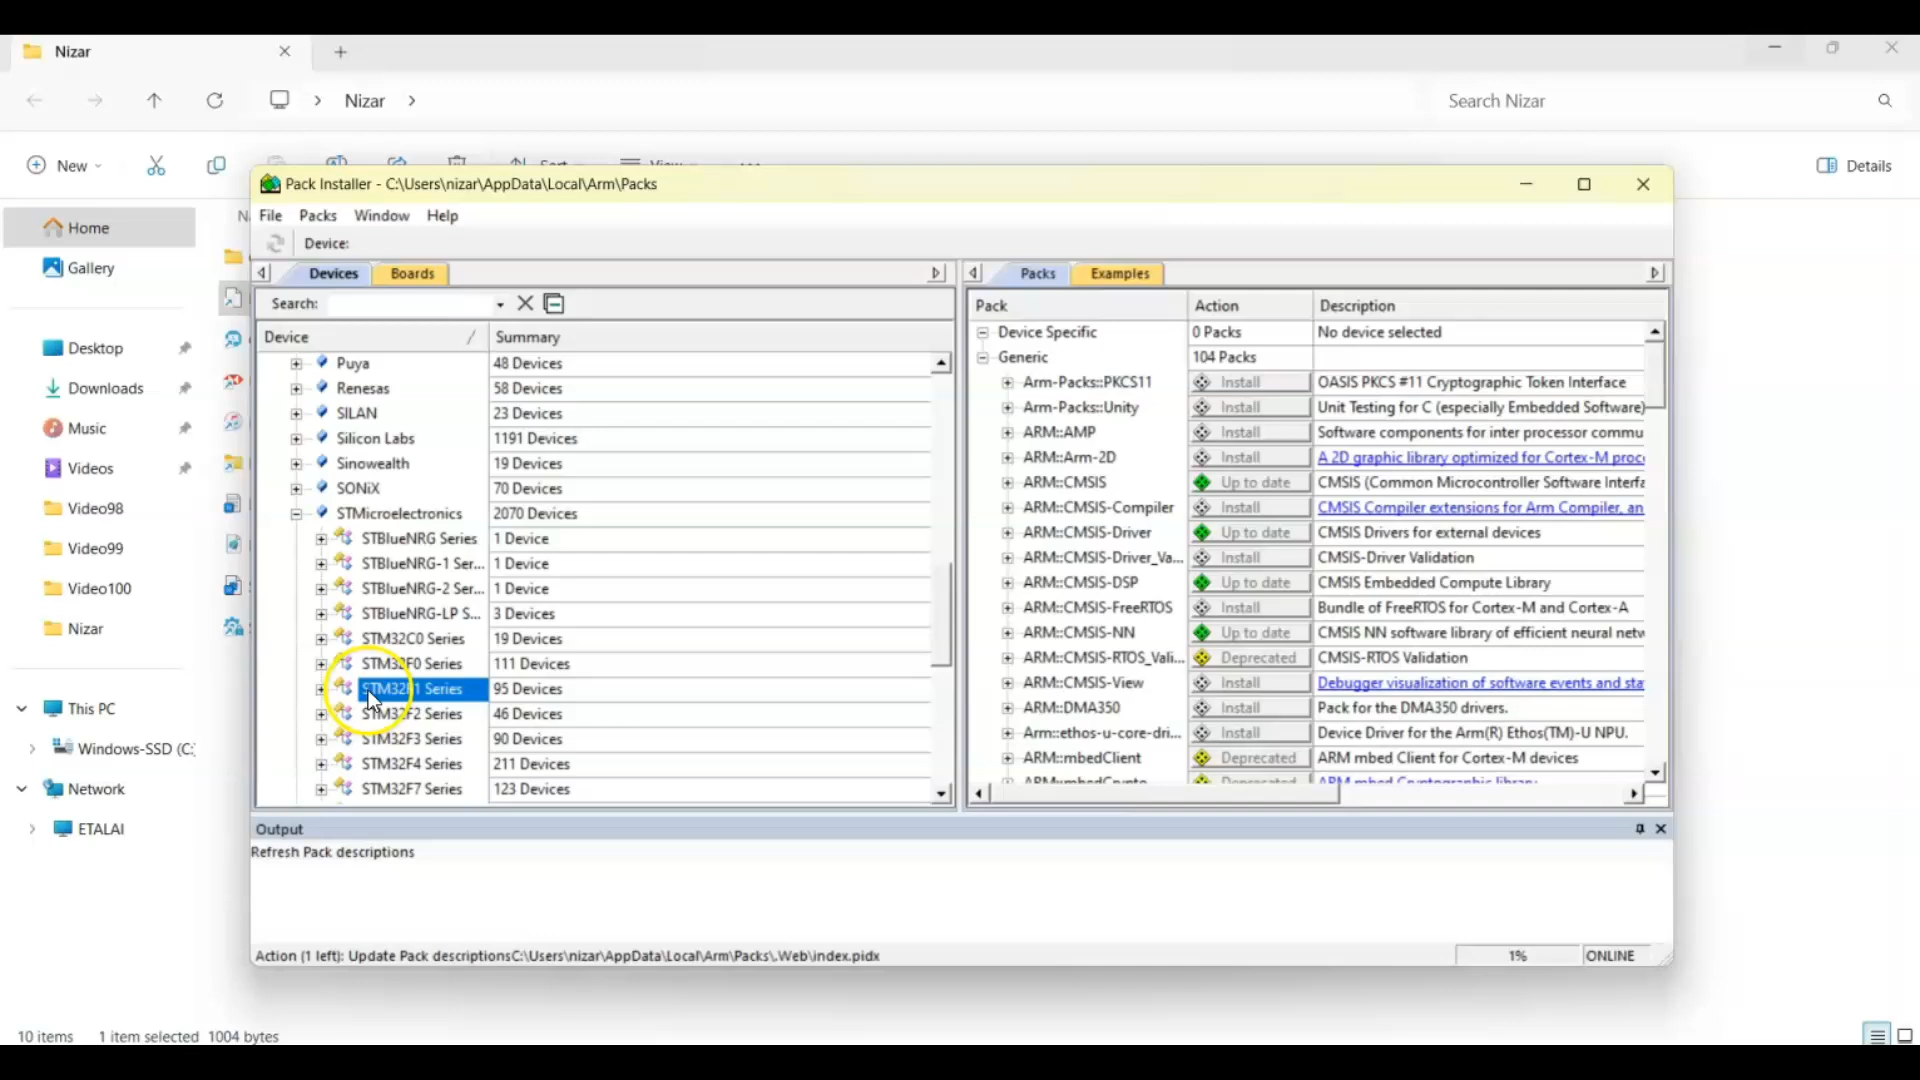 Nizar
Nizar
Search Nizar
New
Details
Pack Installer - C:\Users\nizar\AppData\Local\Arm\Packs
File Packs Window Help
Device:
Devices Boards
Search:
Device Summary
Puya 48 Devices
Renesas 58 Devices
SILAN 23 Devices
Silicon Labs 1191 Devices
Sinowealth 19 Devices
SONiX 70 Devices
STMicroelectronics 2070 Devices
STBlueNRG Series 1 Device
STBlueNRG-1 Ser... 1 Device
STBlueNRG-2 Ser... 1 Device
STBlueNRG-LP S... 3 Devices
STM32C0 Series 19 Devices
STM32F0 Series 111 Devices
STM32F1 Series 95 Devices
STM32F2 Series 46 Devices
STM32F3 Series 90 Devices
STM32F4 Series 211 Devices
STM32F7 Series 123 Devices
Packs Examples
Pack Action Description
Device Specific 0 Packs No device selected
Generic 104 Packs
Arm-Packs::PKCS11 Install OASIS PKCS #11 Cryptographic Token Interface
Arm-Packs::Unity Install Unit Testing for C (especially Embedded Software)
ARM::AMP Install Software components for inter processor commu
ARM::Arm-2D Install A 2D graphic library optimized for Cortex-M proc
ARM::CMSIS Up to date CMSIS (Common Microcontroller Software Interfa
ARM::CMSIS-Compiler Install CMSIS Compiler extensions for Arm Compiler, an
ARM::CMSIS-Driver Up to date CMSIS Drivers for external devices
ARM::CMSIS-Driver_Va... Install CMSIS-Driver Validation
ARM::CMSIS-DSP Up to date CMSIS Embedded Compute Library
ARM::CMSIS-FreeRTOS Install Bundle of FreeRTOS for Cortex-M and Cortex-A
ARM::CMSIS-NN Up to date CMSIS NN software library of efficient neural netw
ARM::CMSIS-RTOS_Vali... Deprecated CMSIS-RTOS Validation
ARM::CMSIS-View Install Debugger visualization of software events and sta
ARM::DMA350 Install Pack for the DMA350 drivers.
Arm::ethos-u-core-dri... Install Device Driver for the Arm(R) Ethos(TM)-U NPU.
ARM::mbedClient Deprecated ARM mbed Client for Cortex-M devices
Output
Refresh Pack descriptions
Action (1 left): Update Pack descriptionsC:\Users\nizar\AppData\Local\Arm\Packs\.Web\index.pidx 1% ONLINE
Home
Gallery
Desktop
Downloads
Music
Videos
Video98
Video99
Video100
Nizar
This PC
Windows-SSD (C:
Network
ETALAI
10 items 1 item selected 1004 bytes